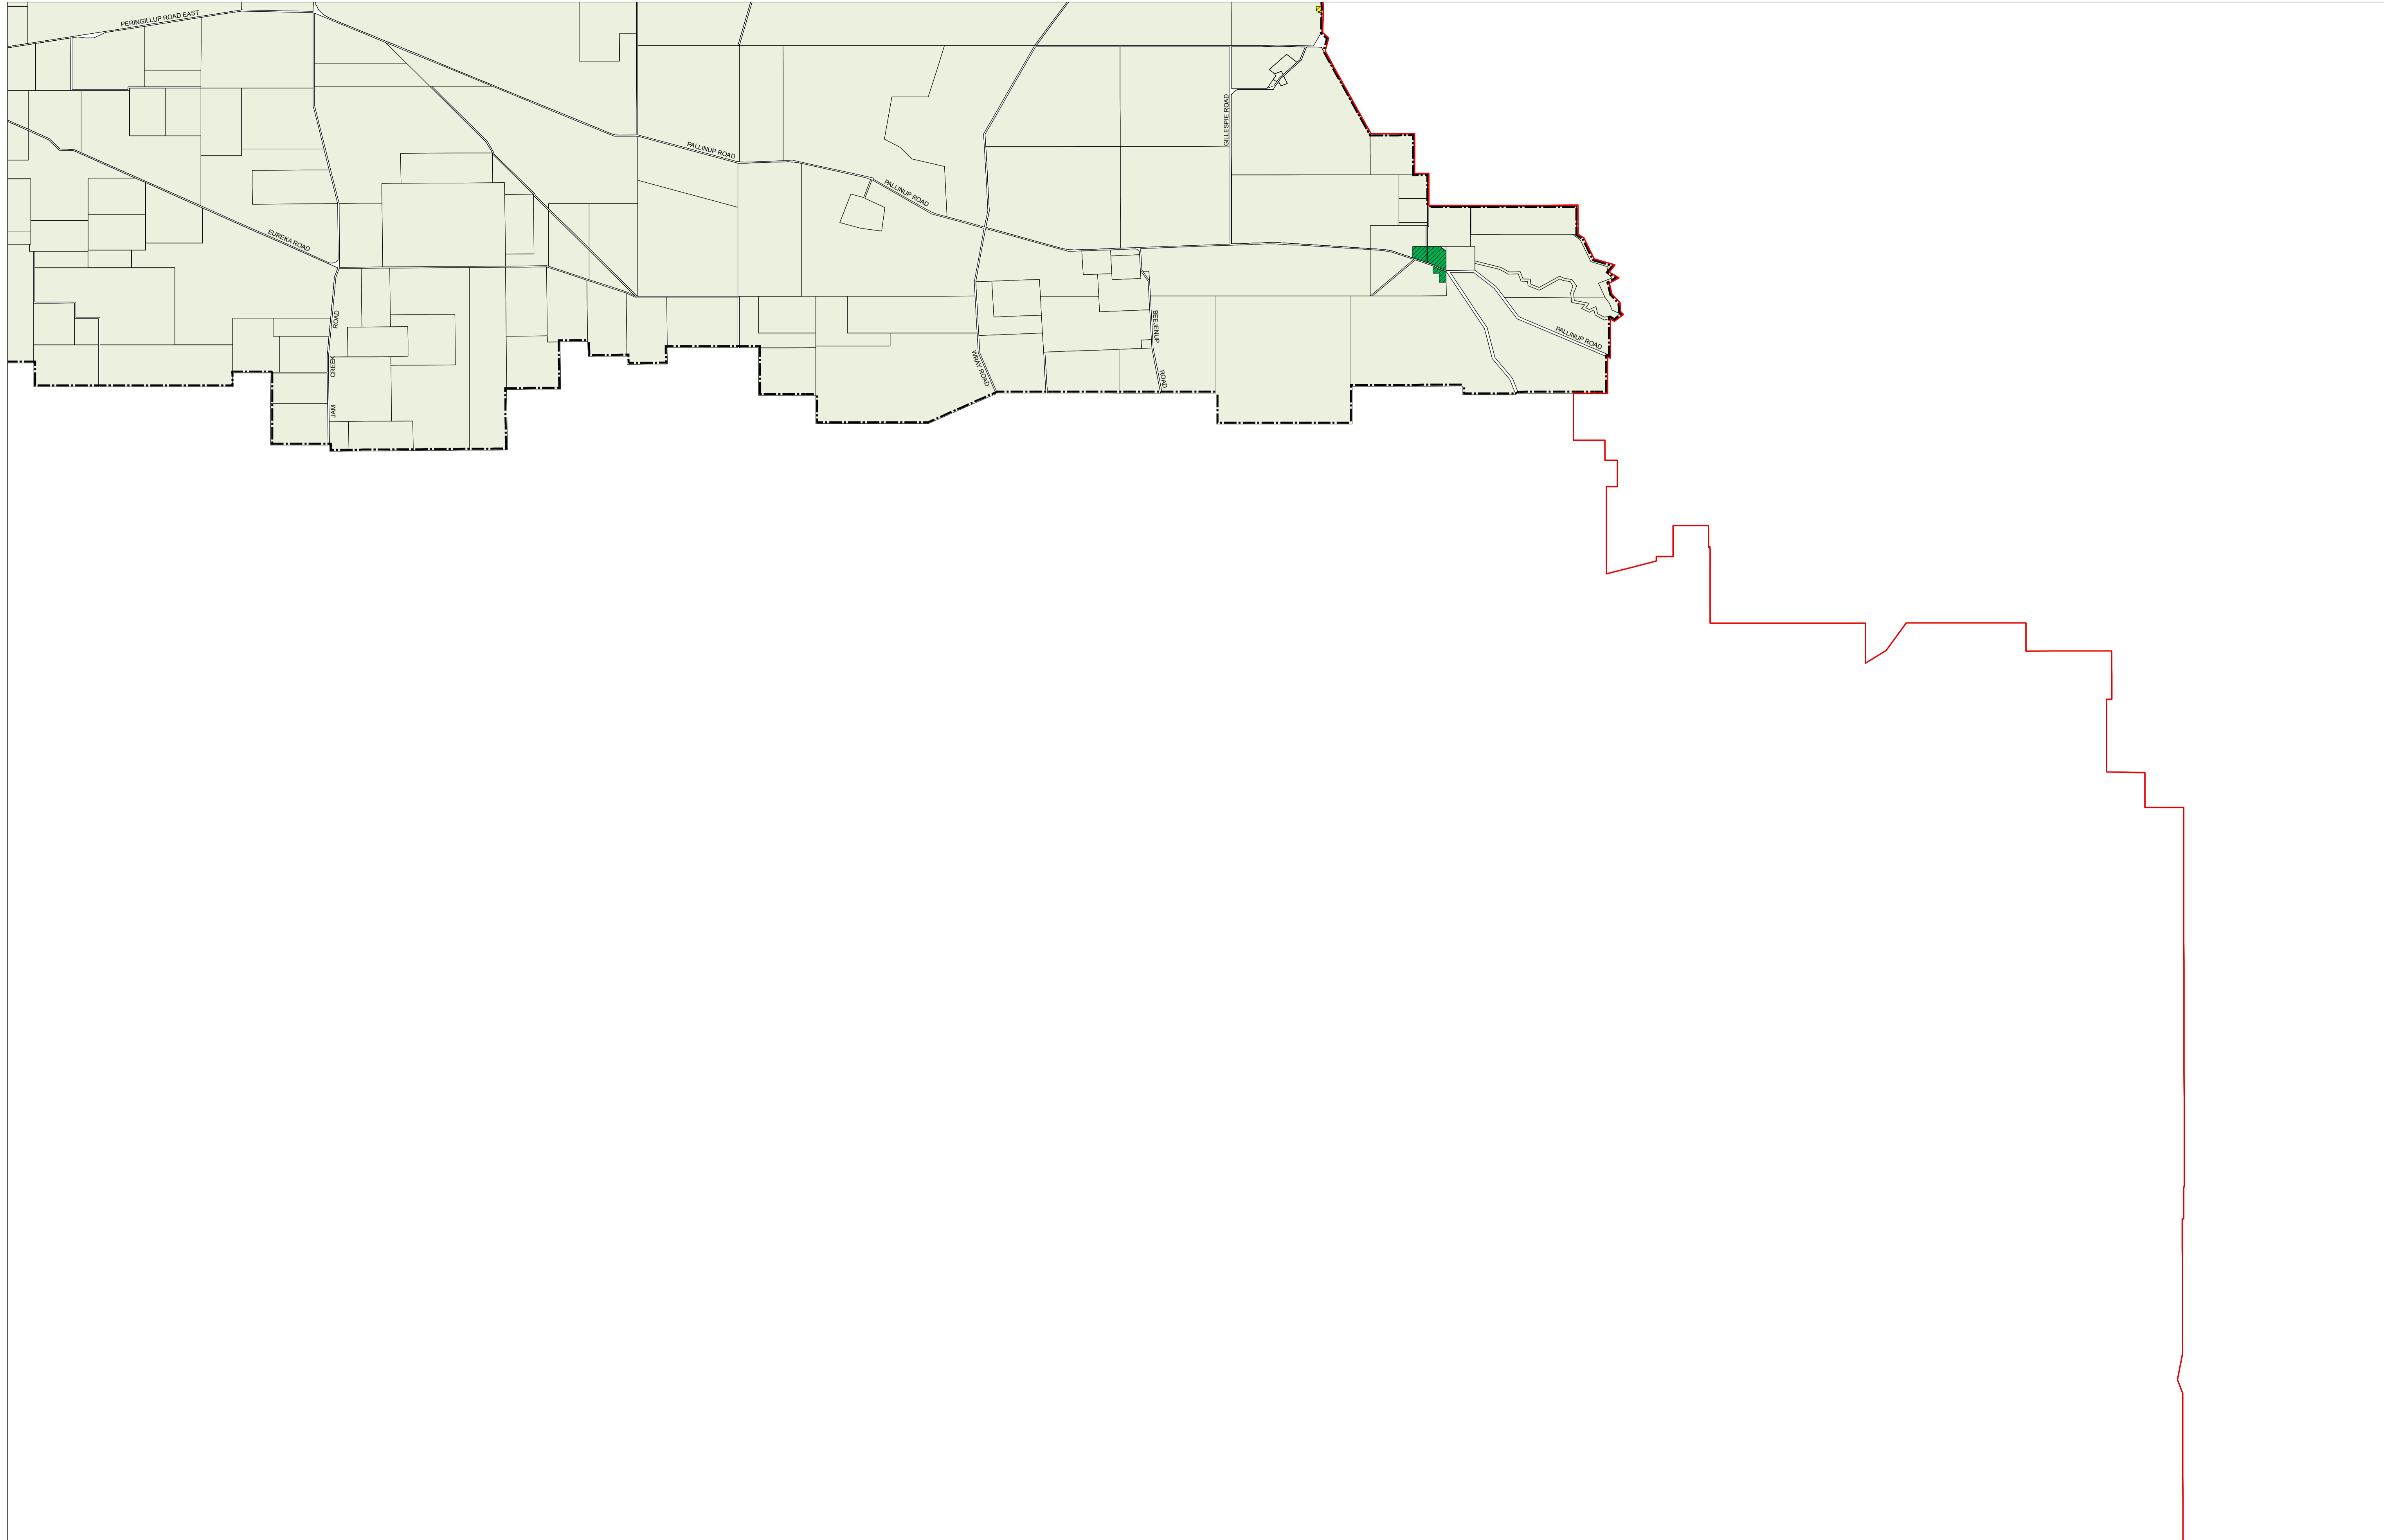 PERINGILLUP ROAD EAST
GILLESPIE ROAD
PALLINUP ROAD
PALLINUP ROAD
EUREKA ROAD
JAM CREEK ROAD
WRAY ROAD
BEEJENUP ROAD
PALLINUP ROAD